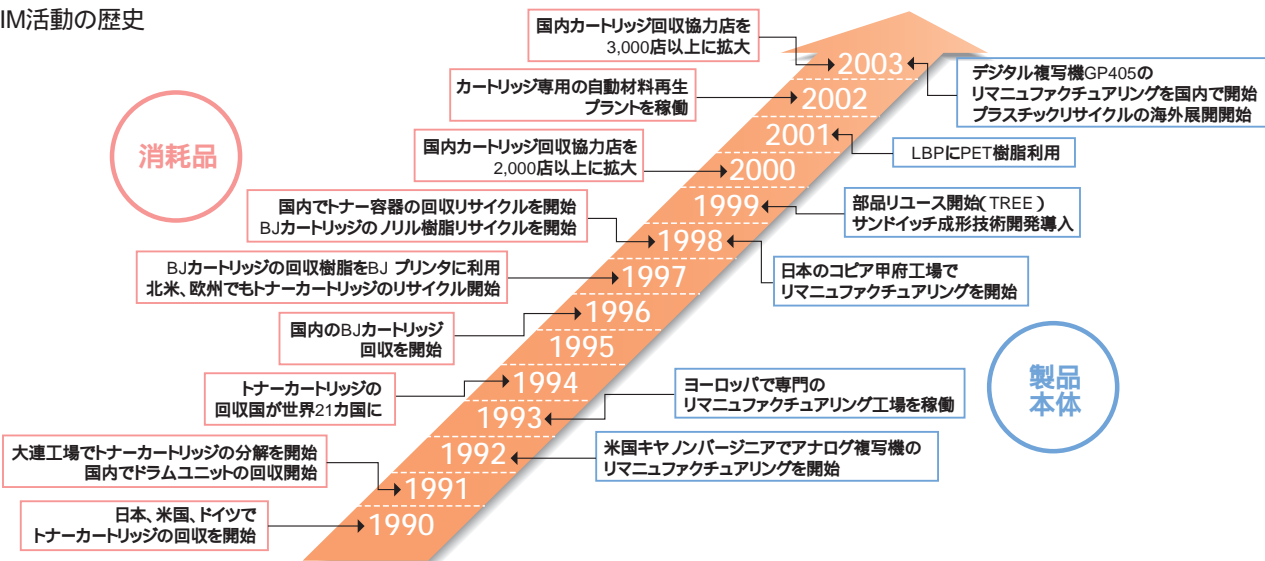 IM活動の歴史
国内カートリッジ回収協力店を
3,000店以上に拡大
2003
デジタル複写機GP405の
リマニュファクチュアリングを国内で開始
プラスチックリサイクルの海外展開開始
カートリッジ専用の自動材料再生
プラントを稼働
2002
消耗品
2001
LBPにPET樹脂利用
国内カートリッジ回収協力店を
2,000店以上に拡大
2000
1999
部品リユース開始(TREE)
サンドイッチ成形技術開発導入
国内でトナー容器の回収リサイクルを開始
BJカートリッジのノリル樹脂リサイクルを開始
1998
日本のコピア甲府工場で
リマニュファクチュアリングを開始
BJカートリッジの回収樹脂をBJ プリンタに利用
北米、欧州でもトナーカートリッジのリサイクル開始
1997
国内のBJカートリッジ
回収を開始
1996
1995
製品
本体
トナーカートリッジの
回収国が世界21カ国に
1994
ヨーロッパで専門の
リマニュファクチュアリング工場を稼働
1993
米国キヤノンバージニアでアナログ複写機の
リマニュファクチュアリングを開始
1992
大連工場でトナーカートリッジの分解を開始
国内でドラムユニットの回収開始
1991
日本、米国、ドイツで
トナーカートリッジの回収を開始
1990